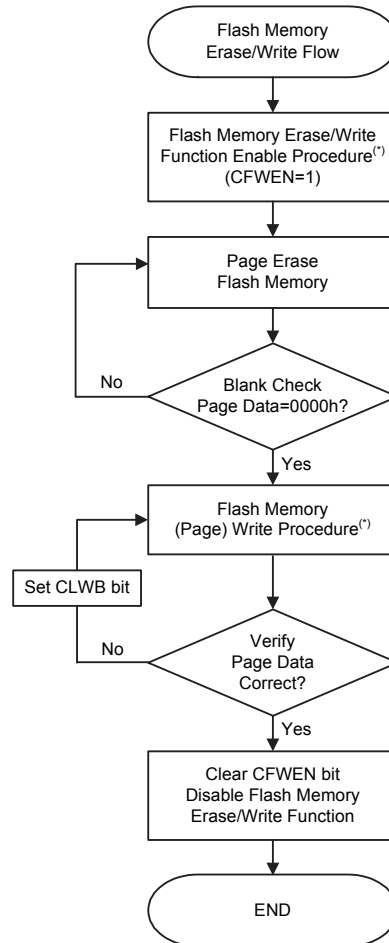 Flash Memory
Erase/Write Flow
Flash Memory Erase/Write
Function Enable Procedure(*)
(CFWEN=1)
Page Erase
Flash Memory
No
Blank Check
Page Data=0000h?
Yes
Flash Memory
(Page) Write Procedure(*)
Set CLWB bit
No
Verify
Page Data
Correct?
Yes
Clear CFWEN bit
Disable Flash Memory
Erase/Write Function
END